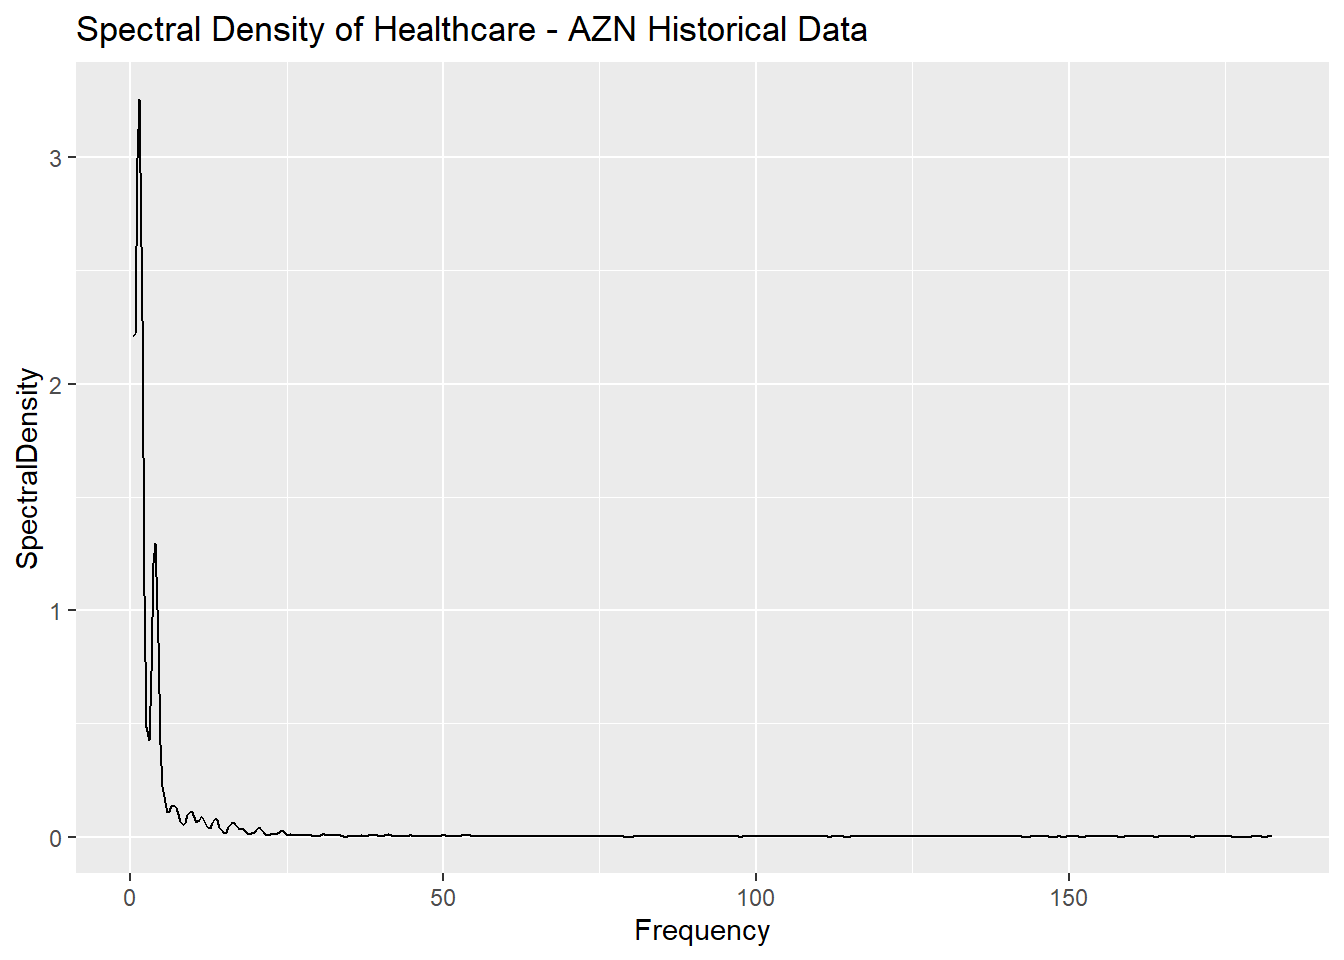 Spectral Density of Healthcare - AZN Historical Data
SpectralDensity
3
2
1
0
0 50 100 150
Frequency